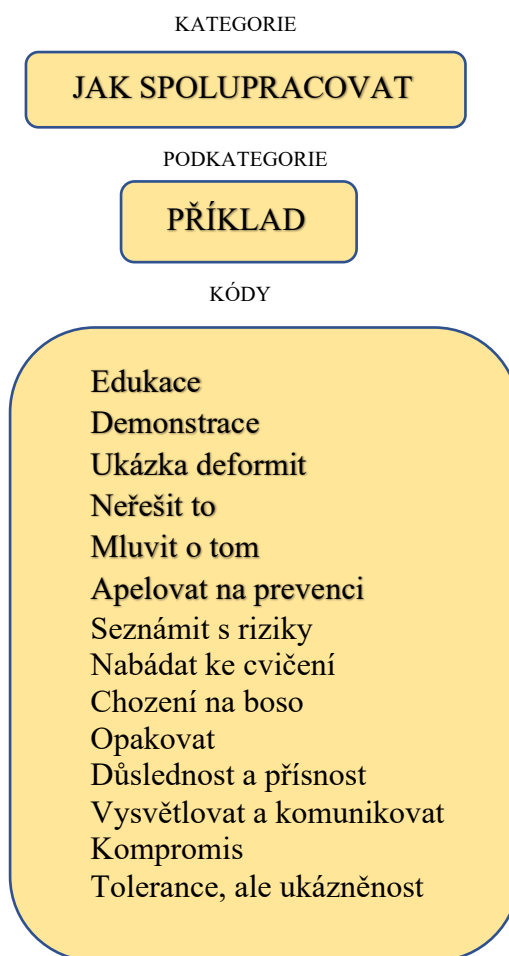 KATEGORIE
JAK SPOLUPRACOVAT
PODKATEGORIE
PŘÍKLAD
KÓDY
Edukace
Demonstrace
Ukázka deformit
Neřešit to
Mluvit o tom
Apelovat na prevenci
Seznámit s riziky
Nabádat ke cvičení
Chození na boso
Opakovat
Důslednost a přísnost
Vysvětlovat a komunikovat
Kompromis
Tolerance, ale ukázněnost